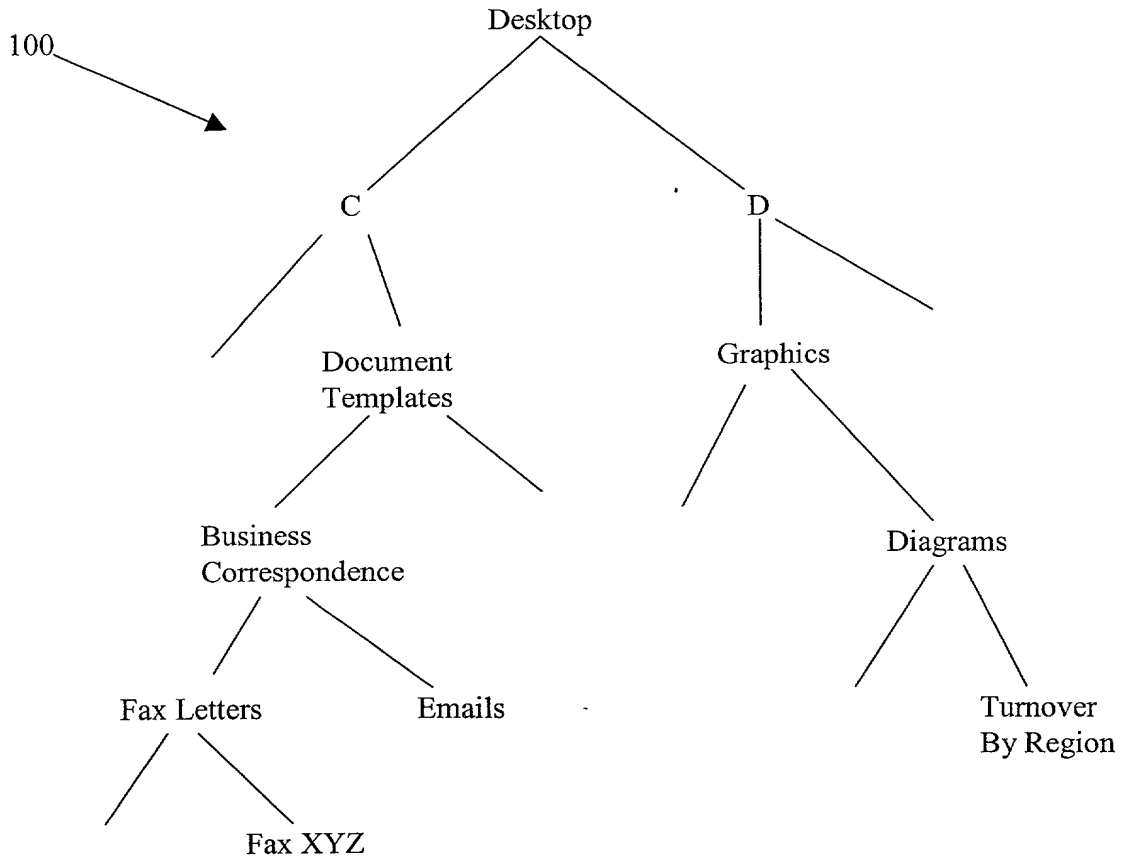 Desktop
100
C
D
Document
Templates
Graphics
Business
Correspondence
Diagrams
Fax Letters
Emails
Turnover
By Region
Fax XYZ